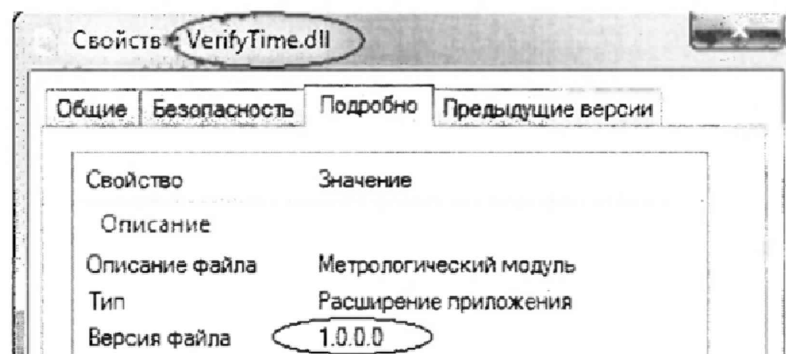 Свойств VerifyTime.dll
Общие Безопасность Подробно Предыдущие версии
Свойство Значение
Описание
Описание файла Метрологический модуль
Тип Расширение приложения
Версия файла 1.0.0.0